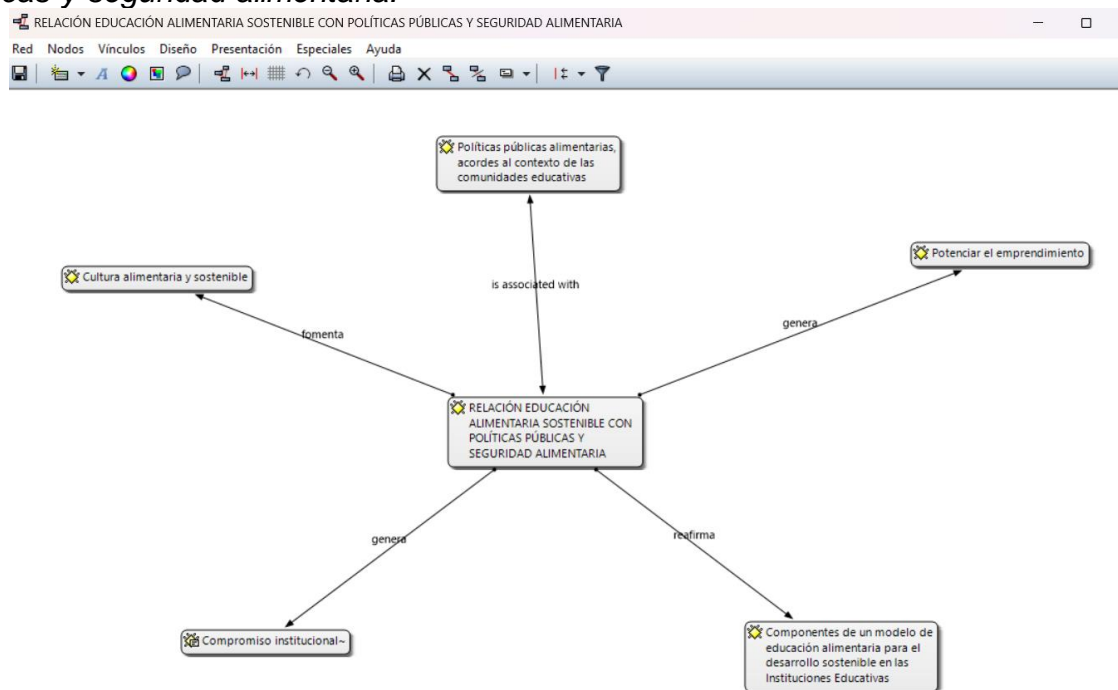 cas y seguridad alimentaria.
RELACIÓN EDUCACIÓN ALIMENTARIA SOSTENIBLE CON POLÍTICAS PÚBLICAS Y SEGURIDAD ALIMENTARIA
Red Nodos Vínculos Diseño Presentación Especiales Ayuda
Políticas públicas alimentarias,
acordes al contexto de las
comunidades educativas
Potenciar el emprendimiento
Cultura alimentaria y sostenible
is associated with
genera
fomenta
RELACIÓN EDUCACIÓN
ALIMENTARIA SOSTENIBLE CON
POLÍTICAS PÚBLICAS Y
SEGURIDAD ALIMENTARIA
genera
reafirma
Compromiso institucional~
Componentes de un modelo de
educación alimentaria para el
desarrollo sostenible en las
Instituciones Educativas